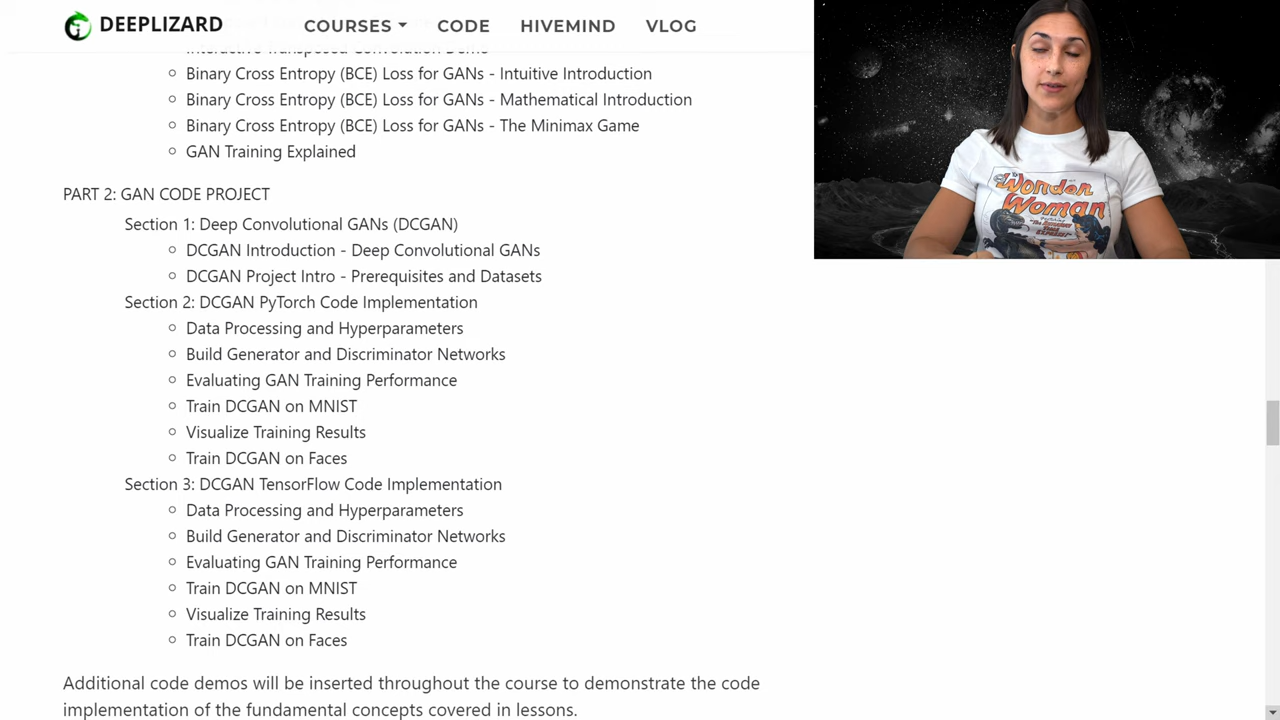 DEEPLIZARD
COURSES
CODE
HIVEMIND
VLOG
Interactive Transposed Convolution Demo
Binary Cross Entropy (BCE) Loss for GANs - Intuitive Introduction
Binary Cross Entropy (BCE) Loss for GANs - Mathematical Introduction
Binary Cross Entropy (BCE) Loss for GANs - The Minimax Game
GAN Training Explained
PART 2: GAN CODE PROJECT
Section 1: Deep Convolutional GANs (DCGAN)
DCGAN Introduction - Deep Convolutional GANs
DCGAN Project Intro - Prerequisites and Datasets
Section 2: DCGAN PyTorch Code Implementation
Data Processing and Hyperparameters
Build Generator and Discriminator Networks
Evaluating GAN Training Performance
Train DCGAN on MNIST
Visualize Training Results
Train DCGAN on Faces
Section 3: DCGAN TensorFlow Code Implementation
Data Processing and Hyperparameters
Build Generator and Discriminator Networks
Evaluating GAN Training Performance
Train DCGAN on MNIST
Visualize Training Results
Train DCGAN on Faces
Additional code demos will be inserted throughout the course to demonstrate the code
implementation of the fundamental concepts covered in lessons.
Wonder
Woman